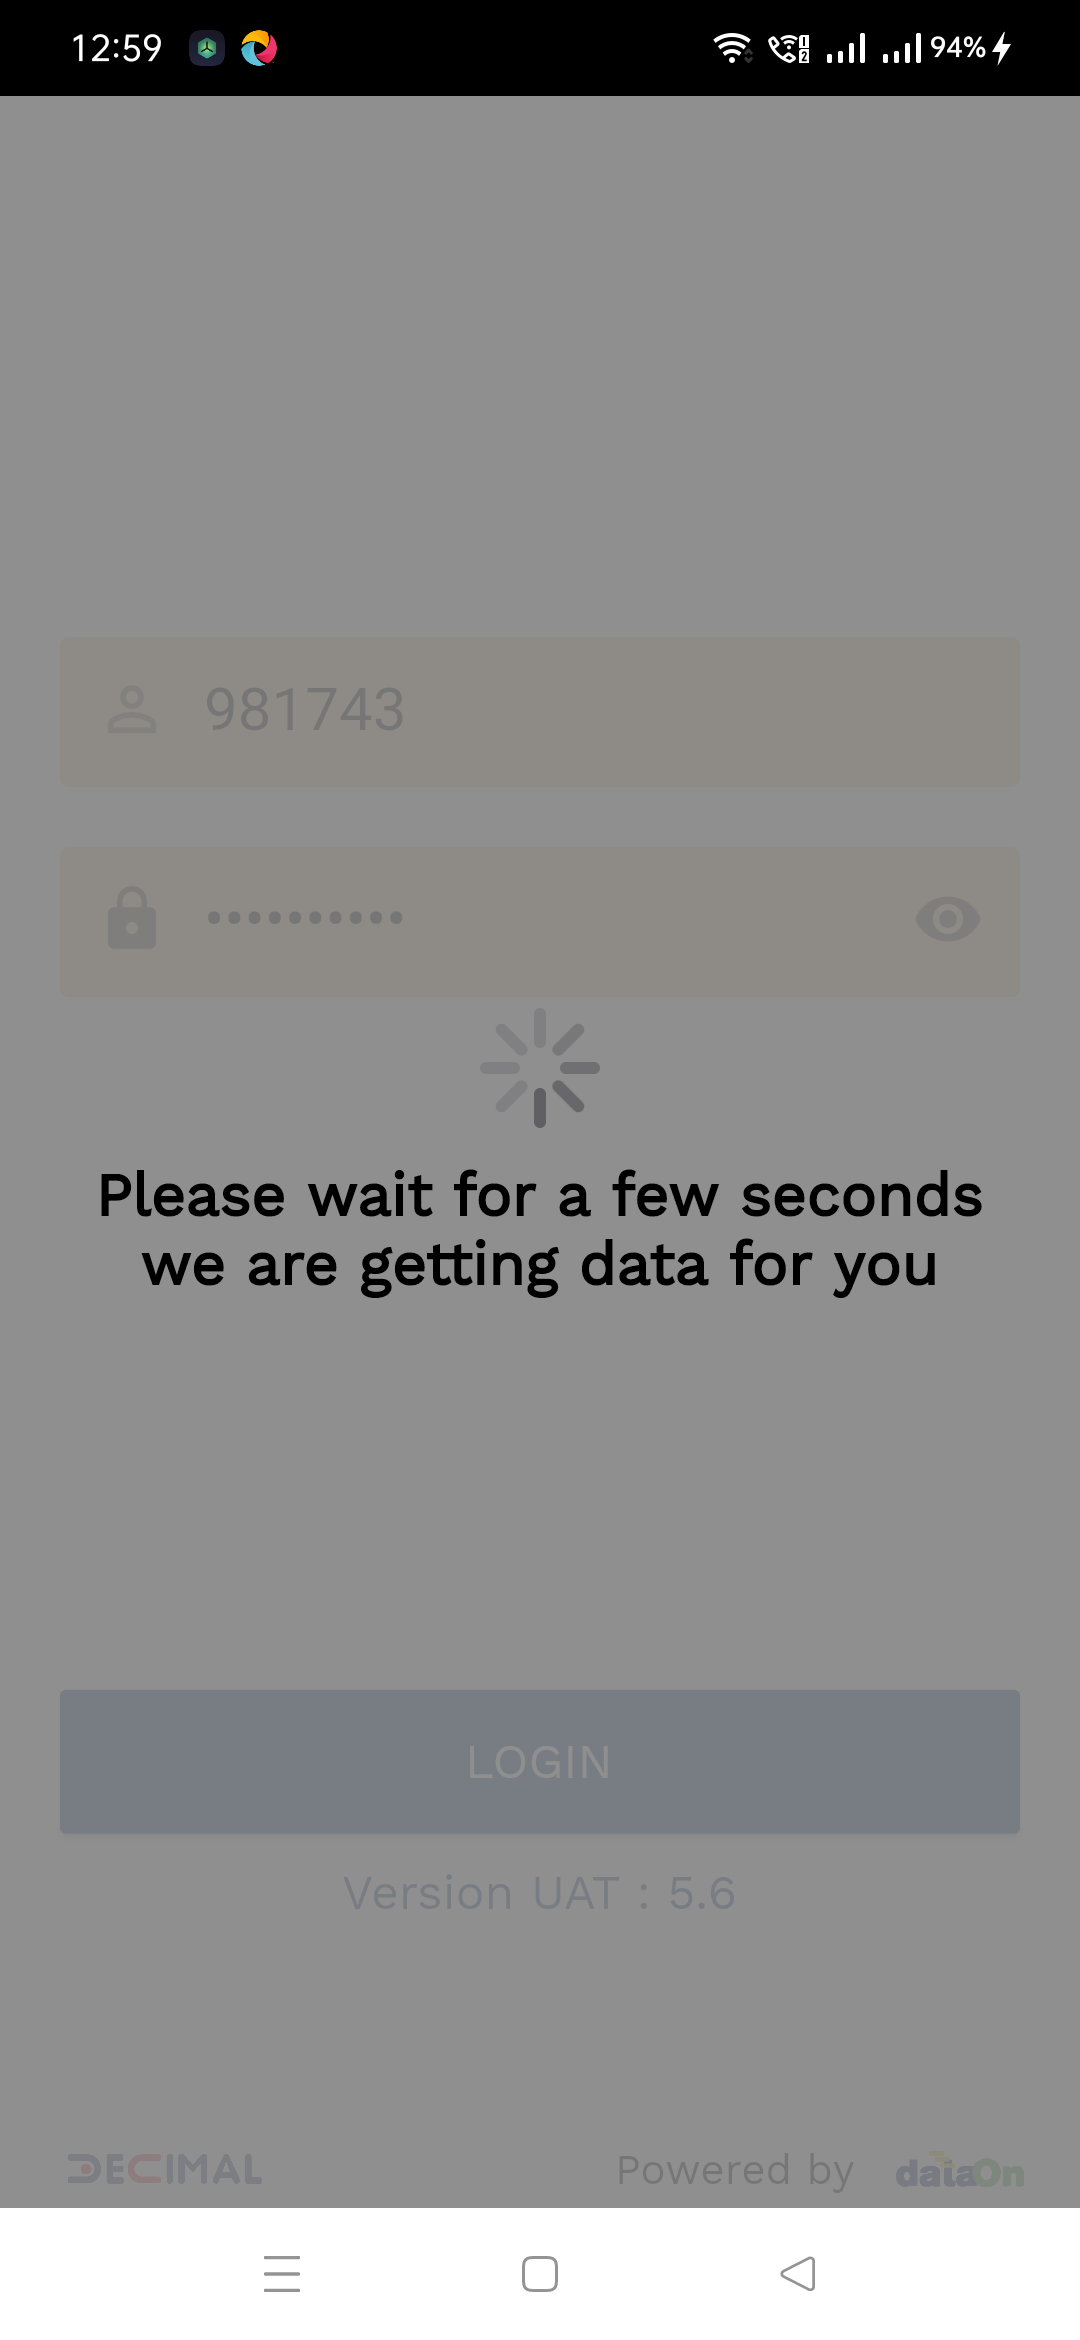 12:59
94%
981743
••••••••••
Please wait for a few seconds
we are getting data for you
LOGIN
Version UAT : 5.6
DECIMAL
Powered by dataOn